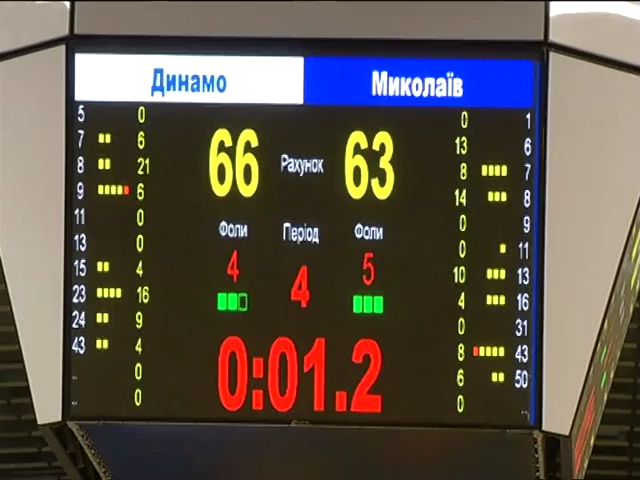 Динамо Миколаїв
5 0 0 1
7 6 13 6
8 21 66 Рахунок 63 8 7
9 6 14 8
11 0 0 9
13 0 Фоли Період Фоли 0 11
15 4 4 4 5 10 13
23 16 4 16
24 9 0 31
43 4 0:01.2 8 43
0 6 50
0 0